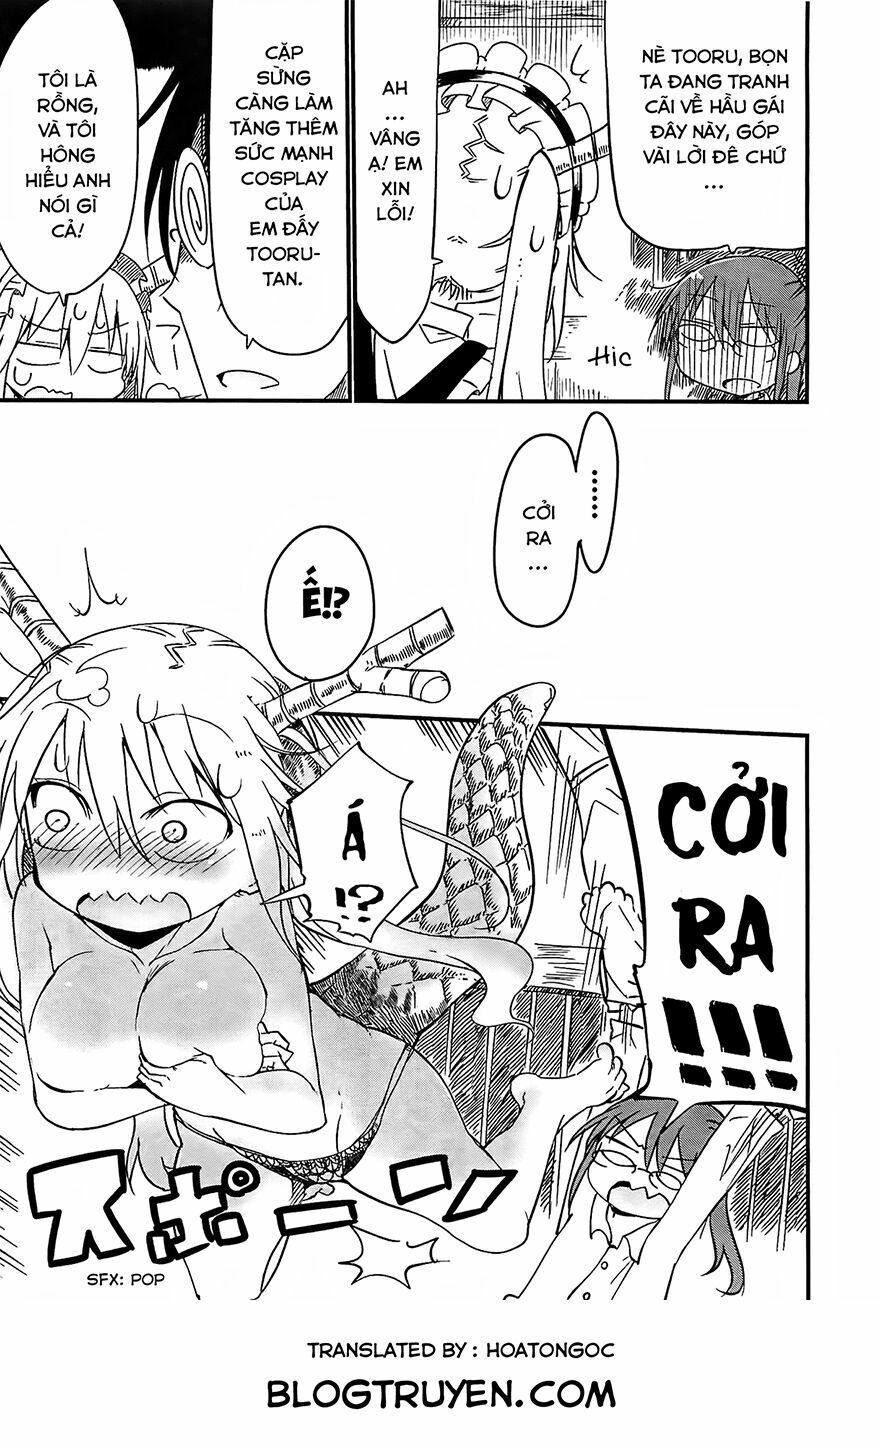 NÈ TOORU, BỌN
TA ĐANG TRANH
CÃI VỀ HẦU GÁI
ĐÂY NÀY, GÓP
VÀI LỜI ĐÊ CHỨ
...
AH
...
VÂNG
Ạ! EM
XIN
LỖI!
HIC
CẶP
SỪNG
CÀNG LÀM
TĂNG THÊM
SỨC MẠNH
COSPLAY
CỦA
EM ĐẤY
TOORU-
TAN.
TÔI LÀ
RỒNG,
VÀ TÔI
HÔNG
HIỂU ANH
NÓI GÌ
CẢ!
........
CỞI
RA
...
Ế!?
CỞI
RA
!!!
Á
!?
スポーン
SFX: POP
TRANSLATED BY : HOATONGOC
BLOGTRUYEN.COM